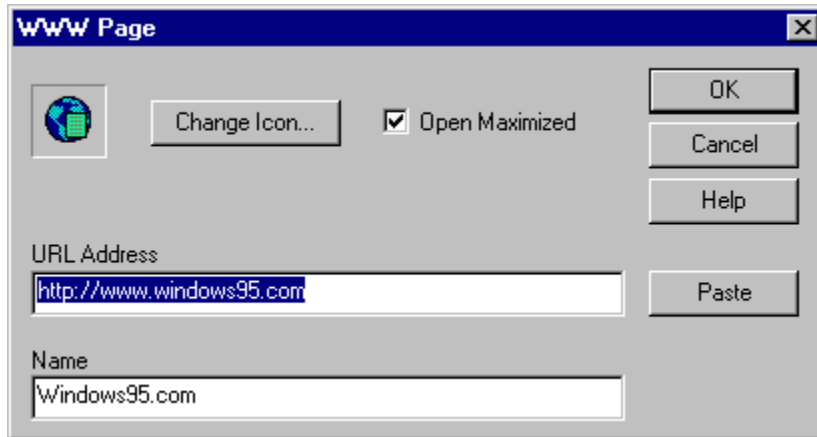 WWW Page
OK
Change Icon...
Open Maximized
Cancel
Help
URL Address
http://www.windows95.com
Paste
Name
Windows95.com